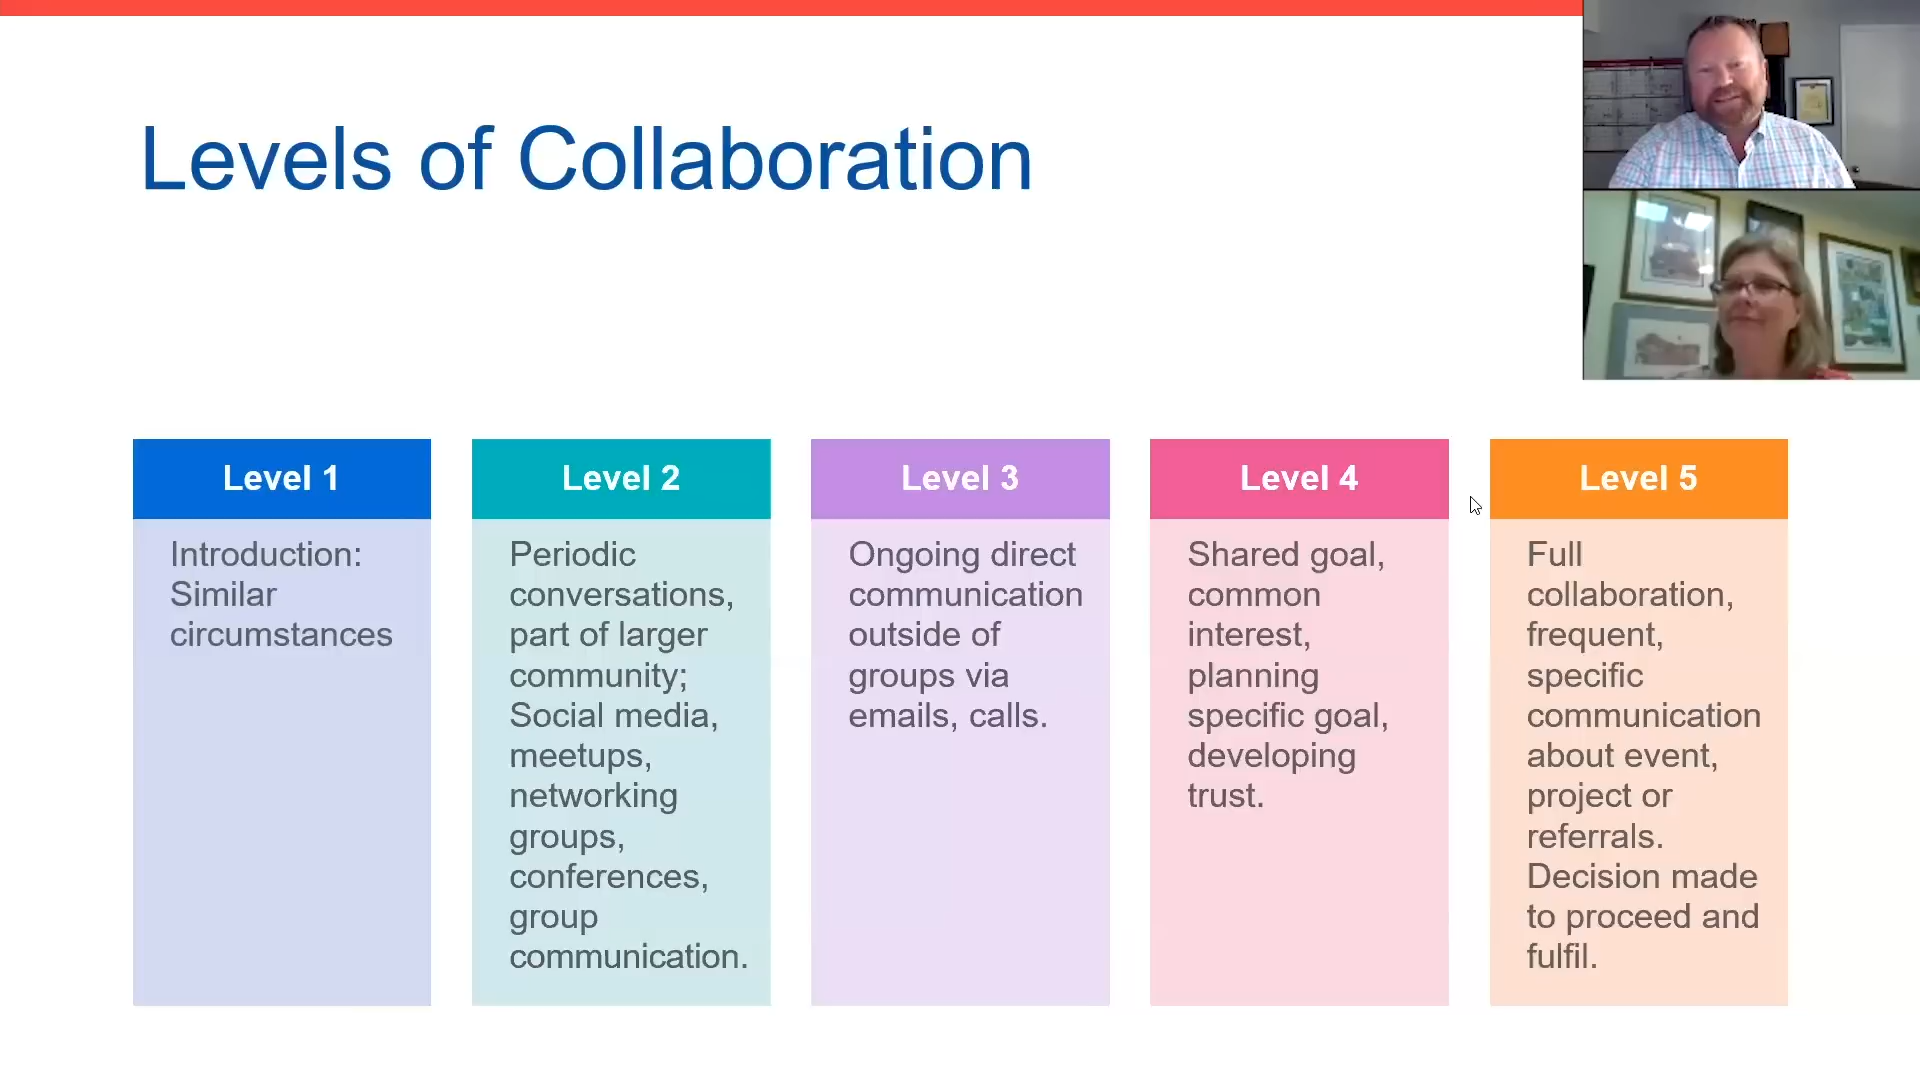 Levels of Collaboration
Level 1
Introduction:
Similar
circumstances
Level 2
Periodic
conversations,
part of larger
community;
Social media,
meetups,
networking
groups,
conferences,
group
communication.
Level 3
Ongoing direct
communication
outside of
groups via
emails, calls.
Level 4
Shared goal,
common
interest,
planning
specific goal,
developing
trust.
Level 5
Full
collaboration,
frequent,
specific
communication
about event,
project or
referrals.
Decision made
to proceed and
fulfil.